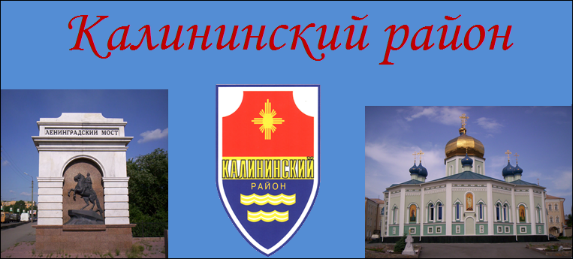 Калининский район
ЛЕНИНГРАДСКИЙ МОСТ
КАЛИНИНСКИЙ
РАЙОН